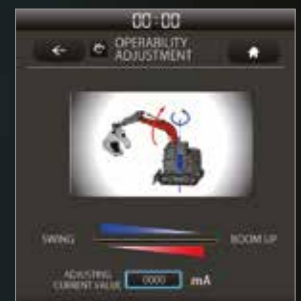 00:00
OPERABILITY
ADJUSTMENT
SWING
BOOM UP
ADJUSTING
CURRENT VALUE 0000 mA